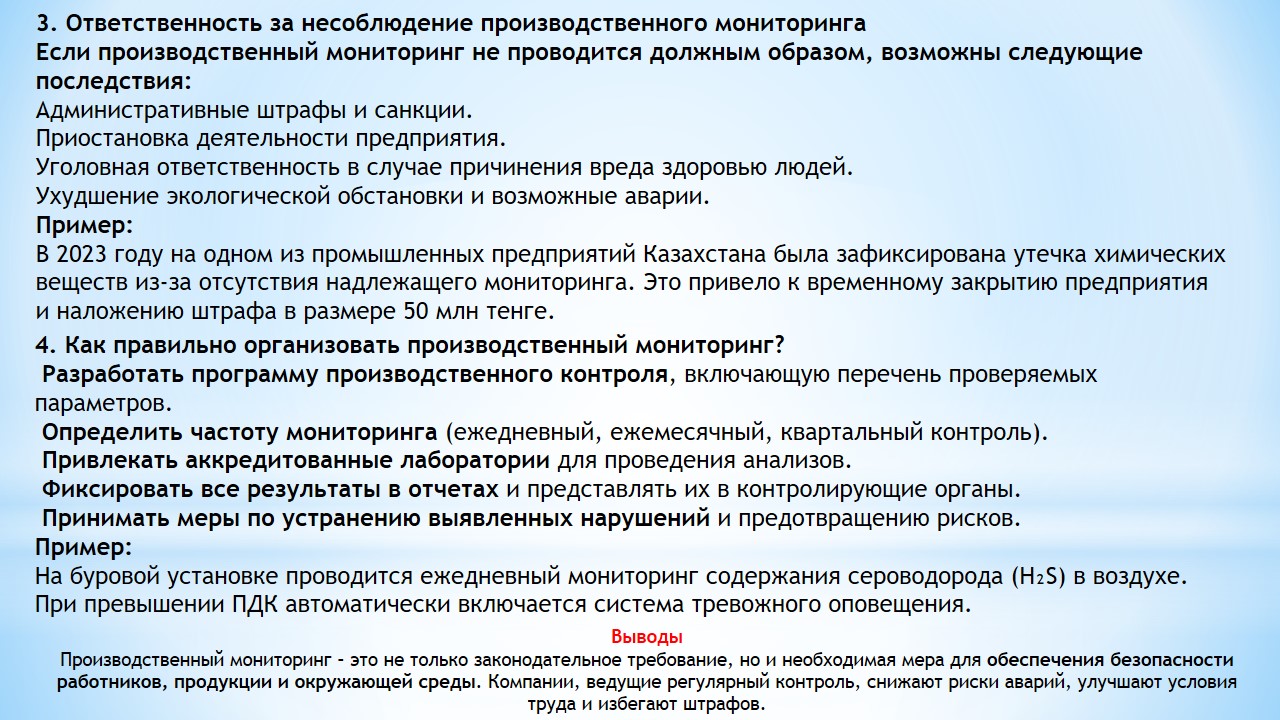 3. Ответственность за несоблюдение производственного мониторинга
Если производственный мониторинг не проводится должным образом, возможны следующие
последствия:
Административные штрафы и санкции.
Приостановка деятельности предприятия.
Уголовная ответственность в случае причинения вреда здоровью людей.
Ухудшение экологической обстановки и возможные аварии.
Пример:
В 2023 году на одном из промышленных предприятий Казахстана была зафиксирована утечка химических
веществ из-за отсутствия надлежащего мониторинга. Это привело к временному закрытию предприятия
и наложению штрафа в размере 50 млн тенге.
4. Как правильно организовать производственный мониторинг?
Разработать программу производственного контроля, включающую перечень проверяемых
параметров.
Определить частоту мониторинга (ежедневный, ежемесячный, квартальный контроль).
Привлекать аккредитованные лаборатории для проведения анализов.
Фиксировать все результаты в отчетах и представлять их в контролирующие органы.
Принимать меры по устранению выявленных нарушений и предотвращению рисков.
Пример:
На буровой установке проводится ежедневный мониторинг содержания сероводорода (H₂S) в воздухе.
При превышении ПДК автоматически включается система тревожного оповещения.
Выводы
Производственный мониторинг – это не только законодательное требование, но и необходимая мера для обеспечения безопасности
работников, продукции и окружающей среды. Компании, ведущие регулярный контроль, снижают риски аварий, улучшают условия
труда и избегают штрафов.